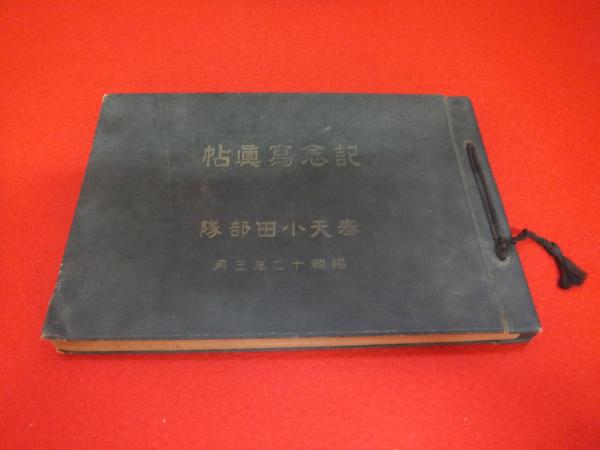 記念寫眞帖
奉天小田部隊
昭和十二年三月